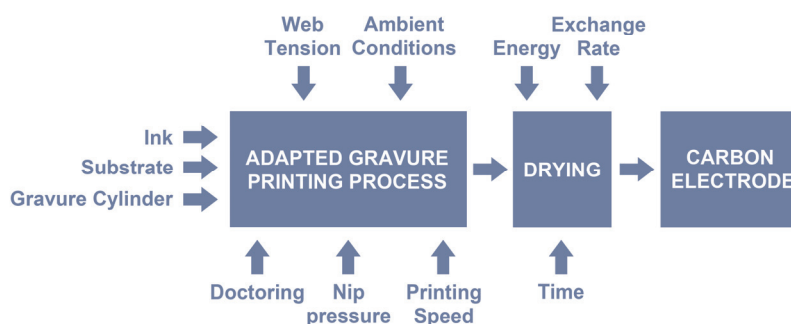 Web
Tension
Ambient
Conditions
Energy
Exchange
Rate
Ink
Substrate
Gravure Cylinder
ADAPTED GRAVURE
PRINTING PROCESS
DRYING
CARBON
ELECTRODE
Doctoring
Nip
pressure
Printing
Speed
Time